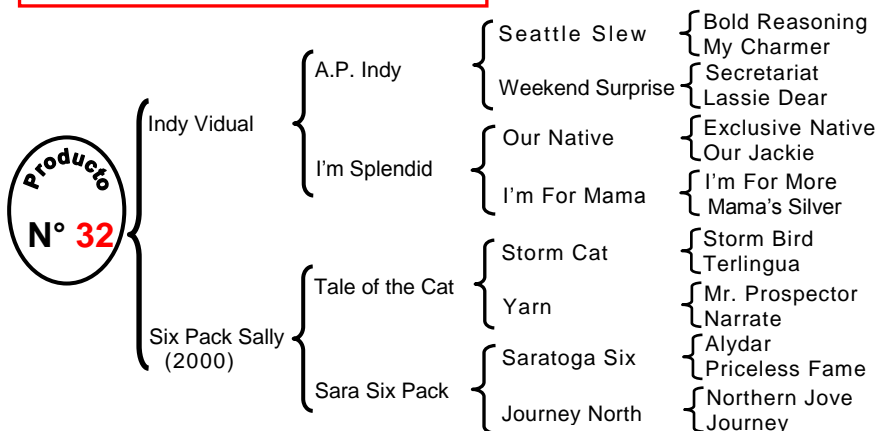 Producto
N° 32
Indy Vidual
Six Pack Sally
(2000)
A.P. Indy
I'm Splendid
Tale of the Cat
Sara Six Pack
Seattle Slew
Weekend Surprise
Our Native
I'm For Mama
Storm Cat
Yarn
Saratoga Six
Journey North
Bold Reasoning
My Charmer
Secretariat
Lassie Dear
Exclusive Native
Our Jackie
I'm For More
Mama's Silver
Storm Bird
Terlingua
Mr. Prospector
Narrate
Alydar
Priceless Fame
Northern Jove
Journey